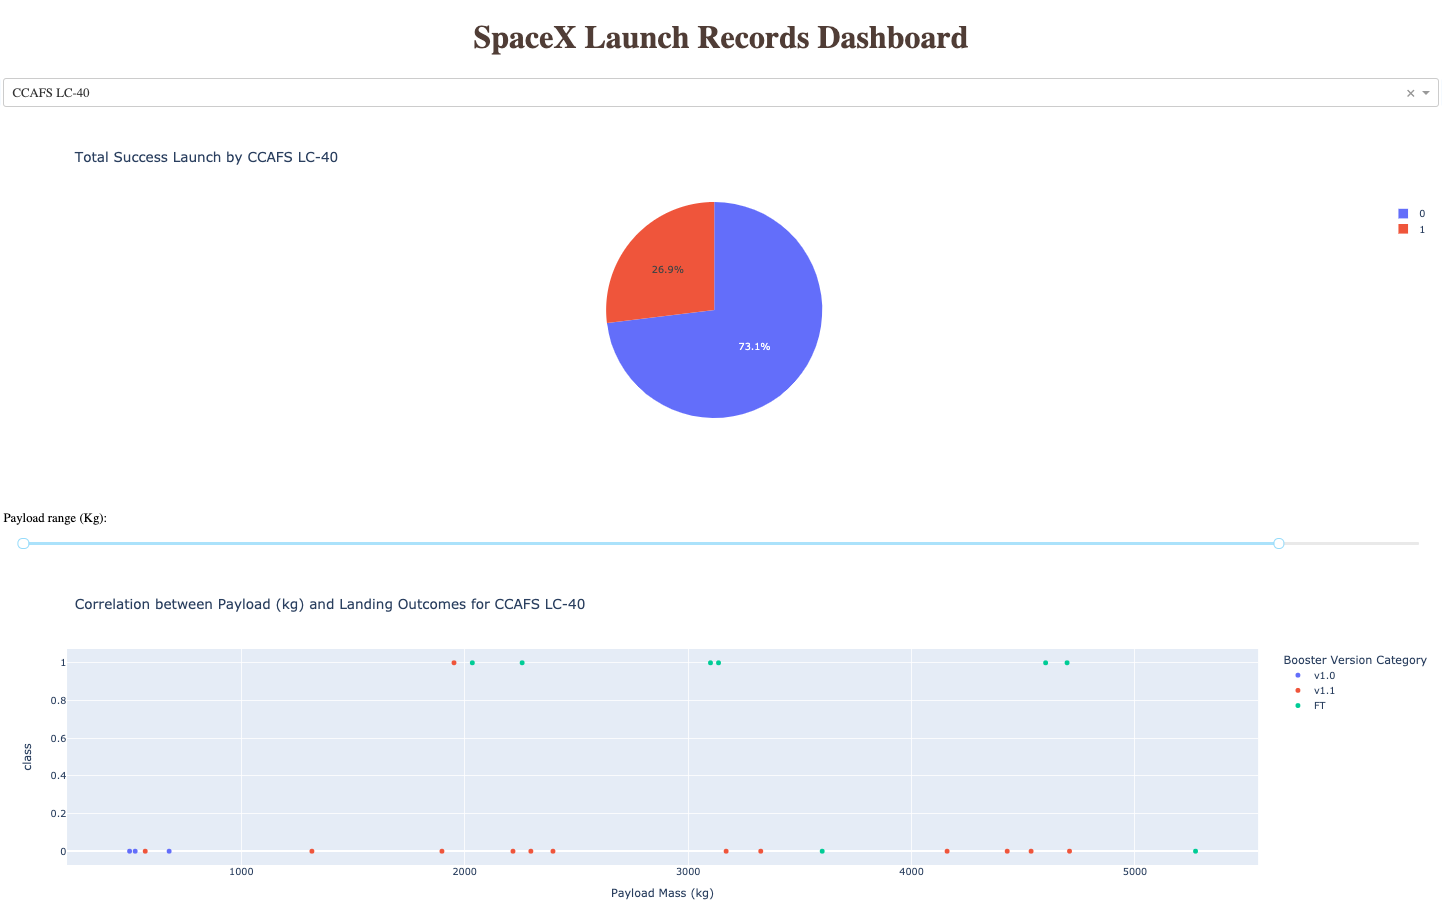 SpaceX Launch Records Dashboard
CCAFS LC-40
Total Success Launch by CCAFS LC-40
0
1
26.9%
73.1%
Payload range (Kg):
Correlation between Payload (kg) and Landing Outcomes for CCAFS LC-40
Booster Version Category
v1.0
v1.1
FT
1
0.8
0.6
0.4
0.2
0
class
1000
2000
3000
4000
5000
Payload Mass (kg)